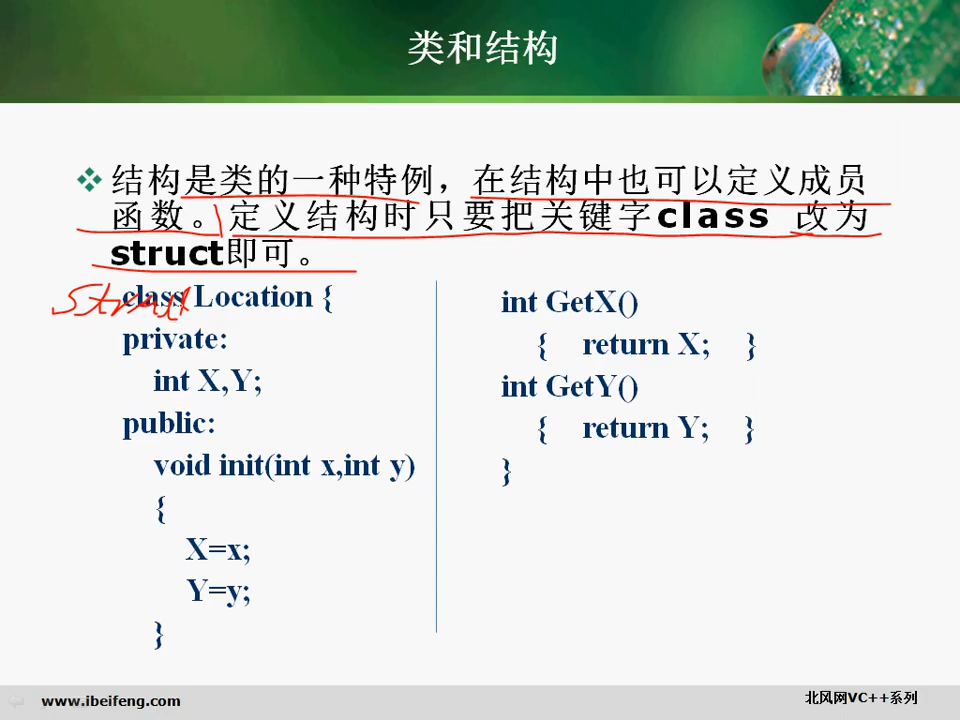 类和结构
结构是类的一种特例，在结构中也可以定义成员
函数。定义结构时只要把关键字class 改为
struct即可。
struct
class Location {
private:
int X,Y;
public:
void init(int x,int y)
{
X=x;
Y=y;
}
int GetX()
{ return X; }
int GetY()
{ return Y; }
}
www.ibeifeng.com
北风网VC++系列